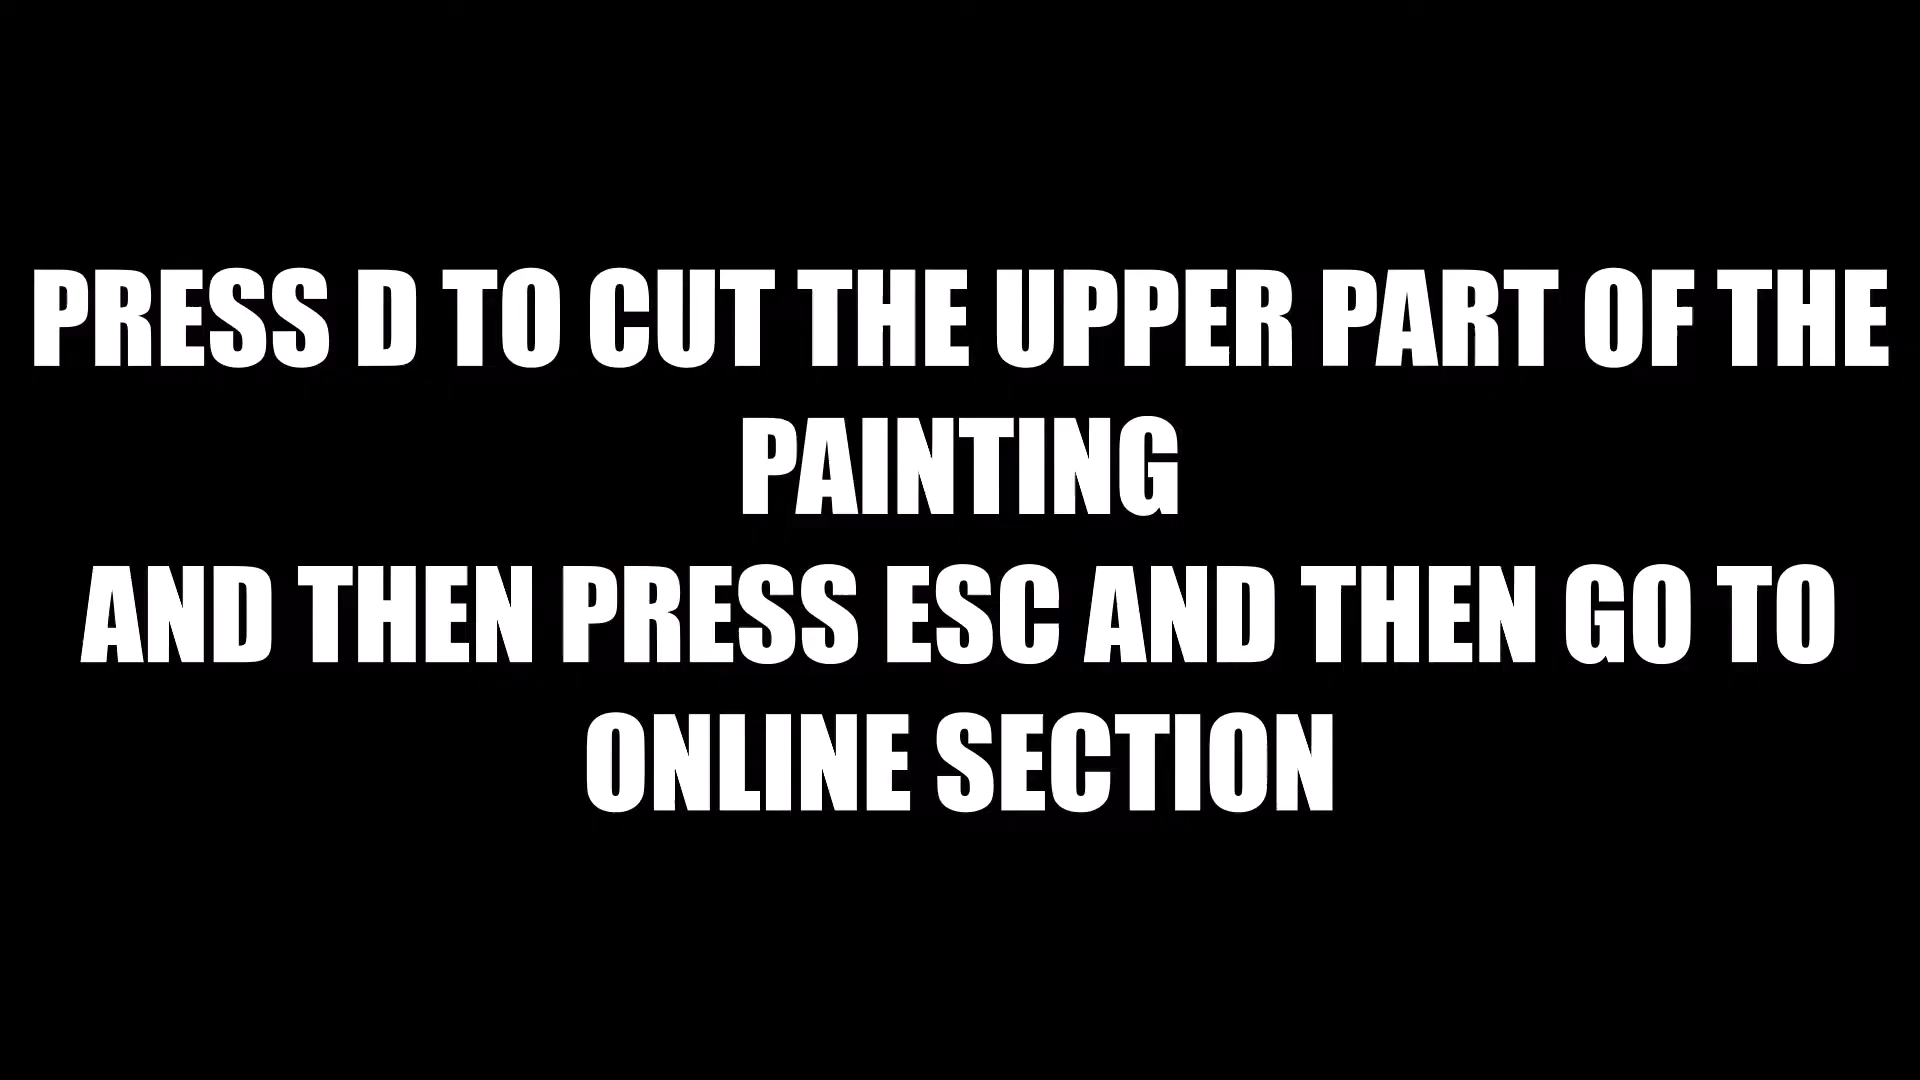 PRESS D TO CUT THE UPPER PART OF THE
PAINTING
AND THEN PRESS ESC AND THEN GO TO
ONLINE SECTION